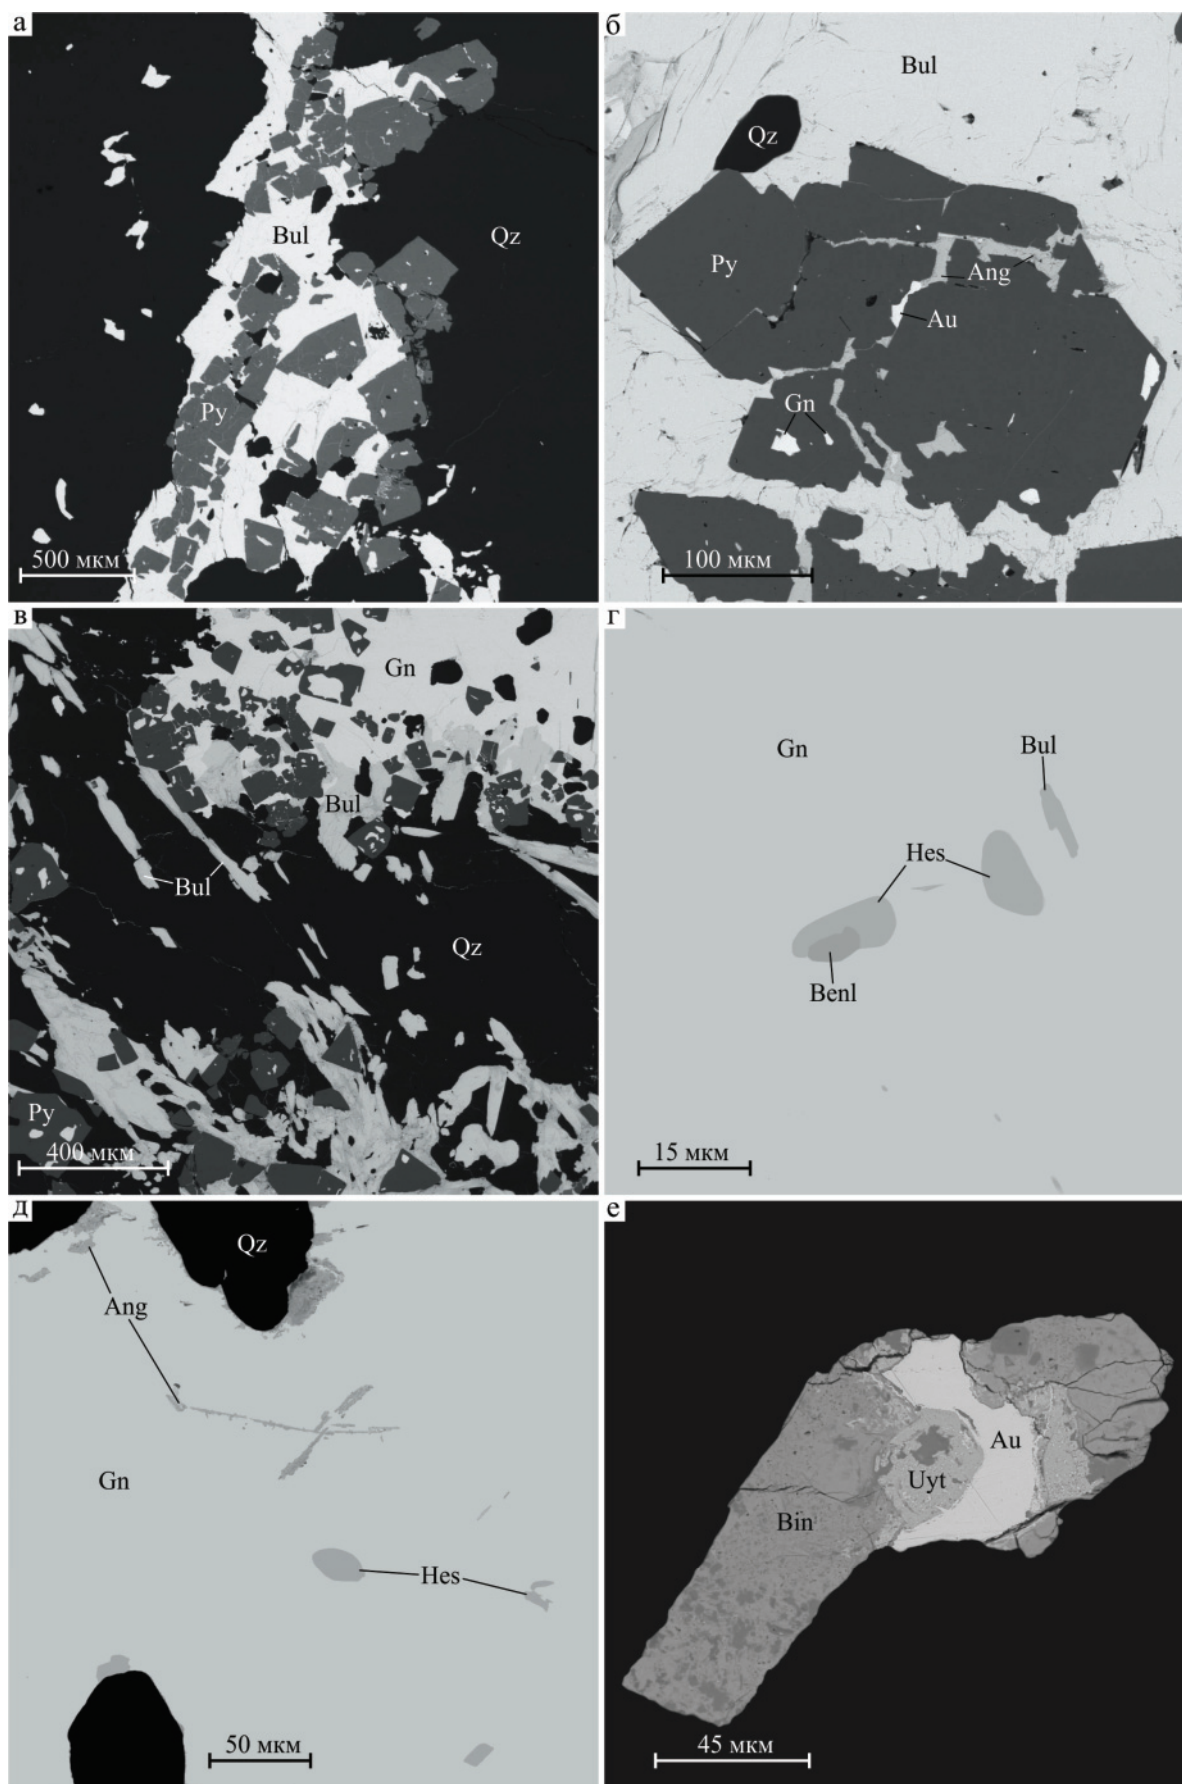 а
Bul
Qz
Py
500 мкм
б
Bul
Qz
Py
Ang
Au
Gn
100 мкм
в
Gn
Bul
Bul
Qz
Py
400 мкм
г
Gn
Bul
Hes
Benl
15 мкм
д
Qz
Ang
Gn
Hes
50 мкм
е
Au
Uyt
Bin
45 мкм